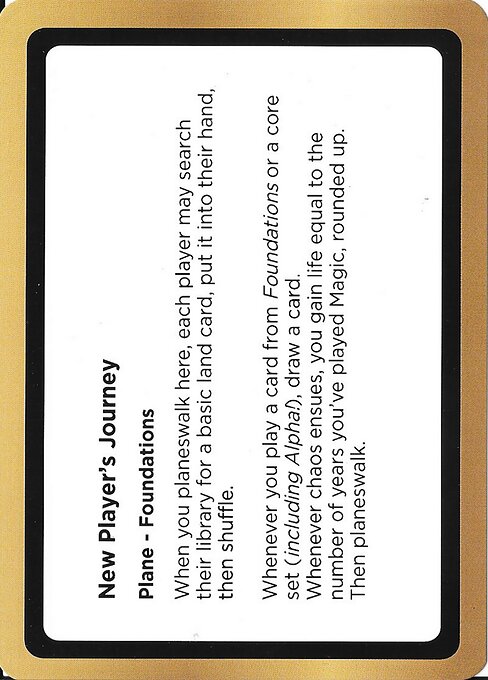 New Player's Journey
Plane - Foundations
When you planeswalk here, each player may search
their library for a basic land card, put it into their hand,
then shuffle.
Whenever you play a card from Foundations or a core
set (including Alpha!), draw a card.
Whenever chaos ensues, you gain life equal to the
number of years you've played Magic, rounded up.
Then planeswalk.